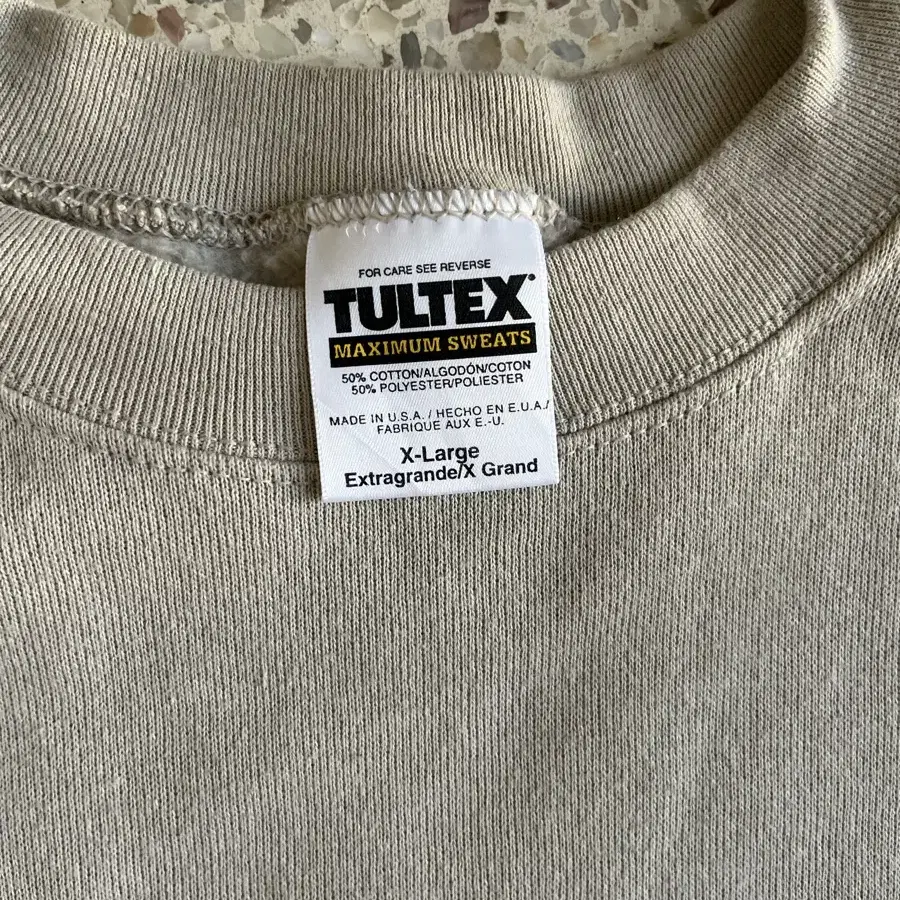 FOR CARE SEE REVERSE
TULTEX
MAXIMUM SWEATS
50% COTTON/ALGODÓN/COTON
50% POLYESTER/POLIESTER
MADE IN U.S.A. / HECHO EN E.U.A./
FABRIQUE AUX E.-U.
X-Large
Extragrande/X Grand